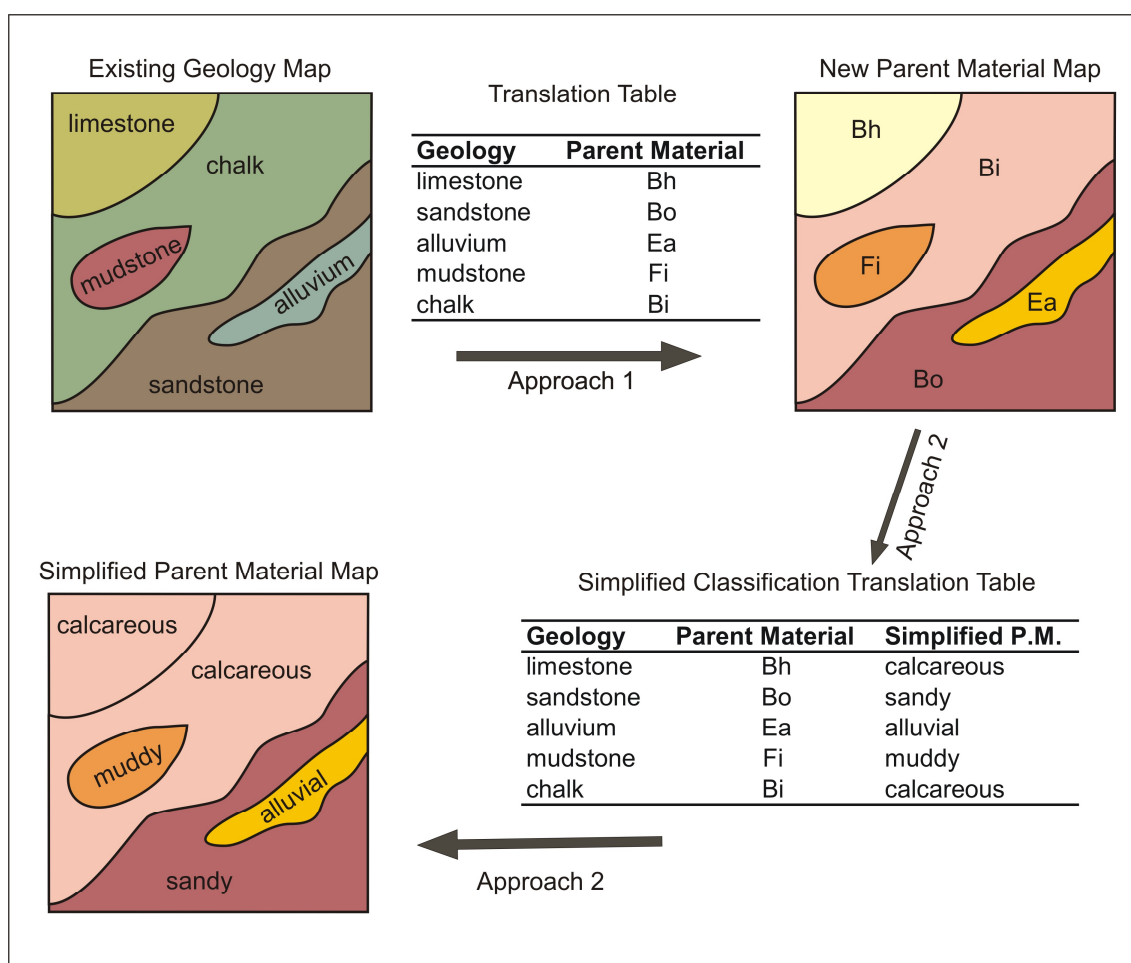 Existing Geology Map
limestone
chalk
mudstone
alluvium
sandstone
Translation Table
Geology Parent Material
limestone Bh
sandstone Bo
alluvium Ea
mudstone Fi
chalk Bi
Approach 1
New Parent Material Map
Bh
Bi
Fi
Ea
Bo
Approach 2
Simplified Classification Translation Table
Geology Parent Material Simplified P.M.
limestone Bh calcareous
sandstone Bo sandy
alluvium Ea alluvial
mudstone Fi muddy
chalk Bi calcareous
Approach 2
Simplified Parent Material Map
calcareous
calcareous
muddy
alluvial
sandy